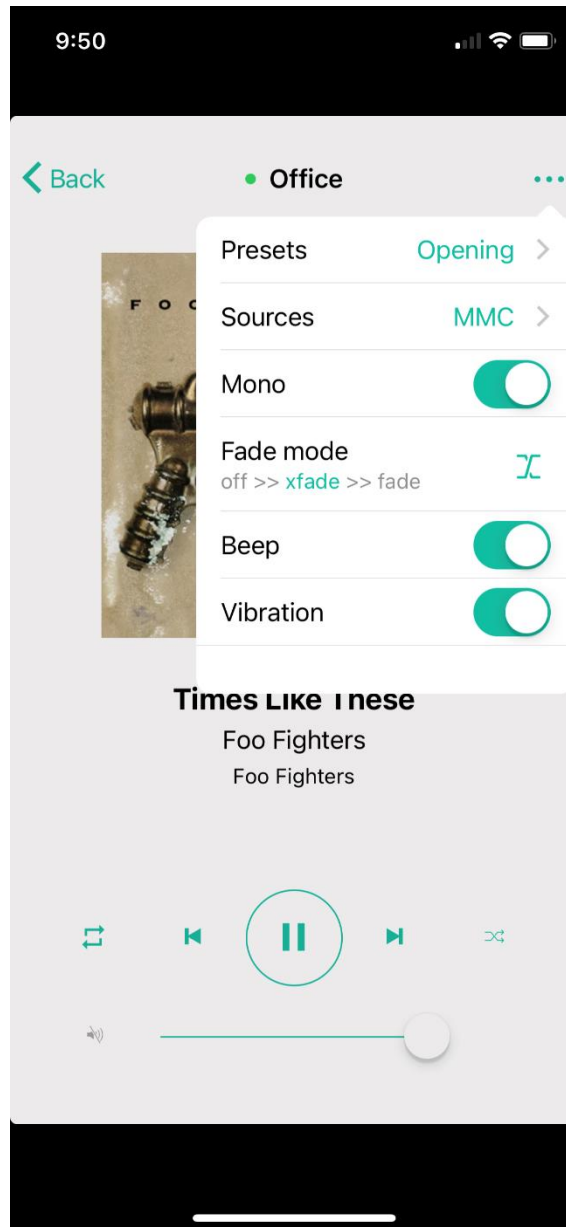 9:50
Back
Office
Presets
Opening
Sources
MMC
Mono
Fade mode
off >> xfade >> fade
Beep
Vibration
F O O
Times Like These
Foo Fighters
Foo Fighters